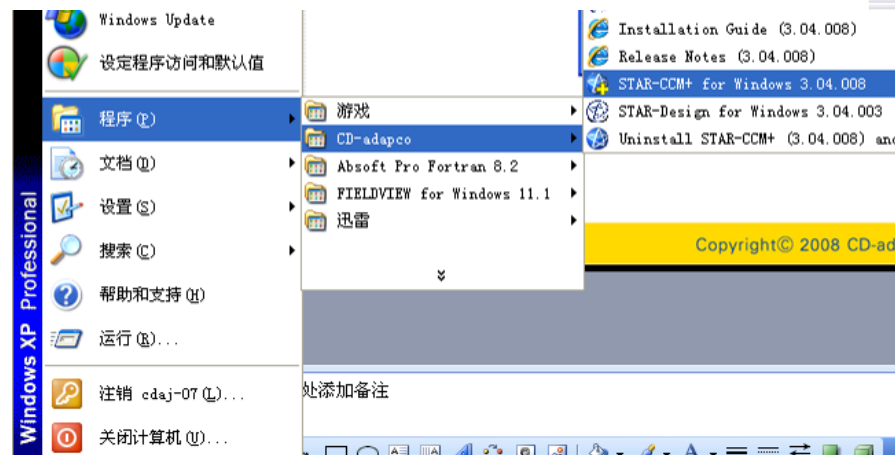 Windows Update
设定程序访问和默认值
程序(P)
文档(D)
设置(S)
搜索(C)
帮助和支持(H)
运行(R)...
注销 cdaj-07(L)...
关闭计算机(U)...
Windows XP Professional
游戏
CD-adapco
Absoft Pro Fortran 8.2
FIELDVIEW for Windows 11.1
迅雷
Installation Guide (3.04.008)
Release Notes (3.04.008)
STAR-CCM+ for Windows 3.04.008
STAR-Design for Windows 3.04.003
Uninstall STAR-CCM+ (3.04.008) and
Copyright© 2008 CD-ad
处添加备注